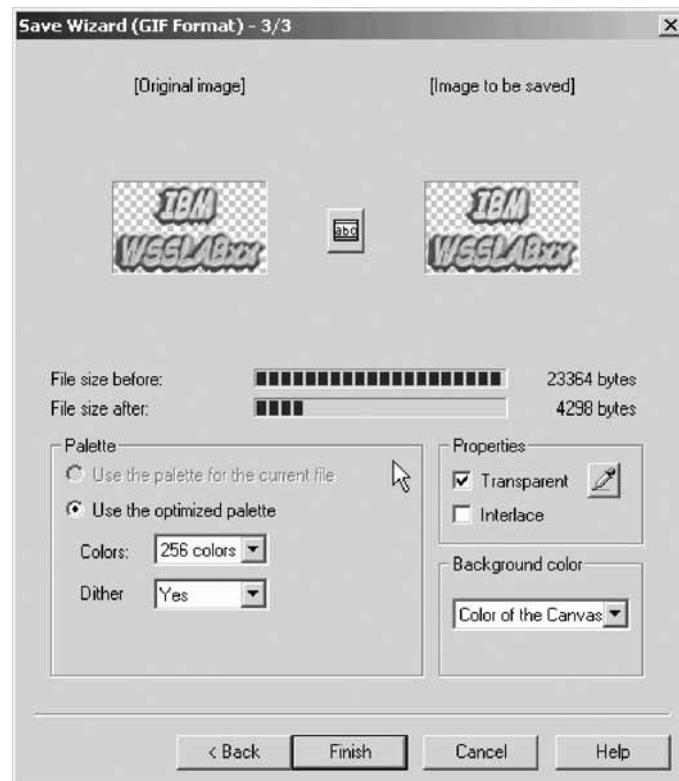 Save Wizard (GIF Format) - 3/3
[Original image] [Image to be saved]
IBM
WSSLABxx
abc
IBM
WSSLABxx
File size before: 23364 bytes
File size after: 4298 bytes
Palette
Use the palette for the current file
Use the optimized palette
Colors: 256 colors
Dither Yes
Properties
Transparent
Interlace
Background color
Color of the Canvas
< Back Finish Cancel Help